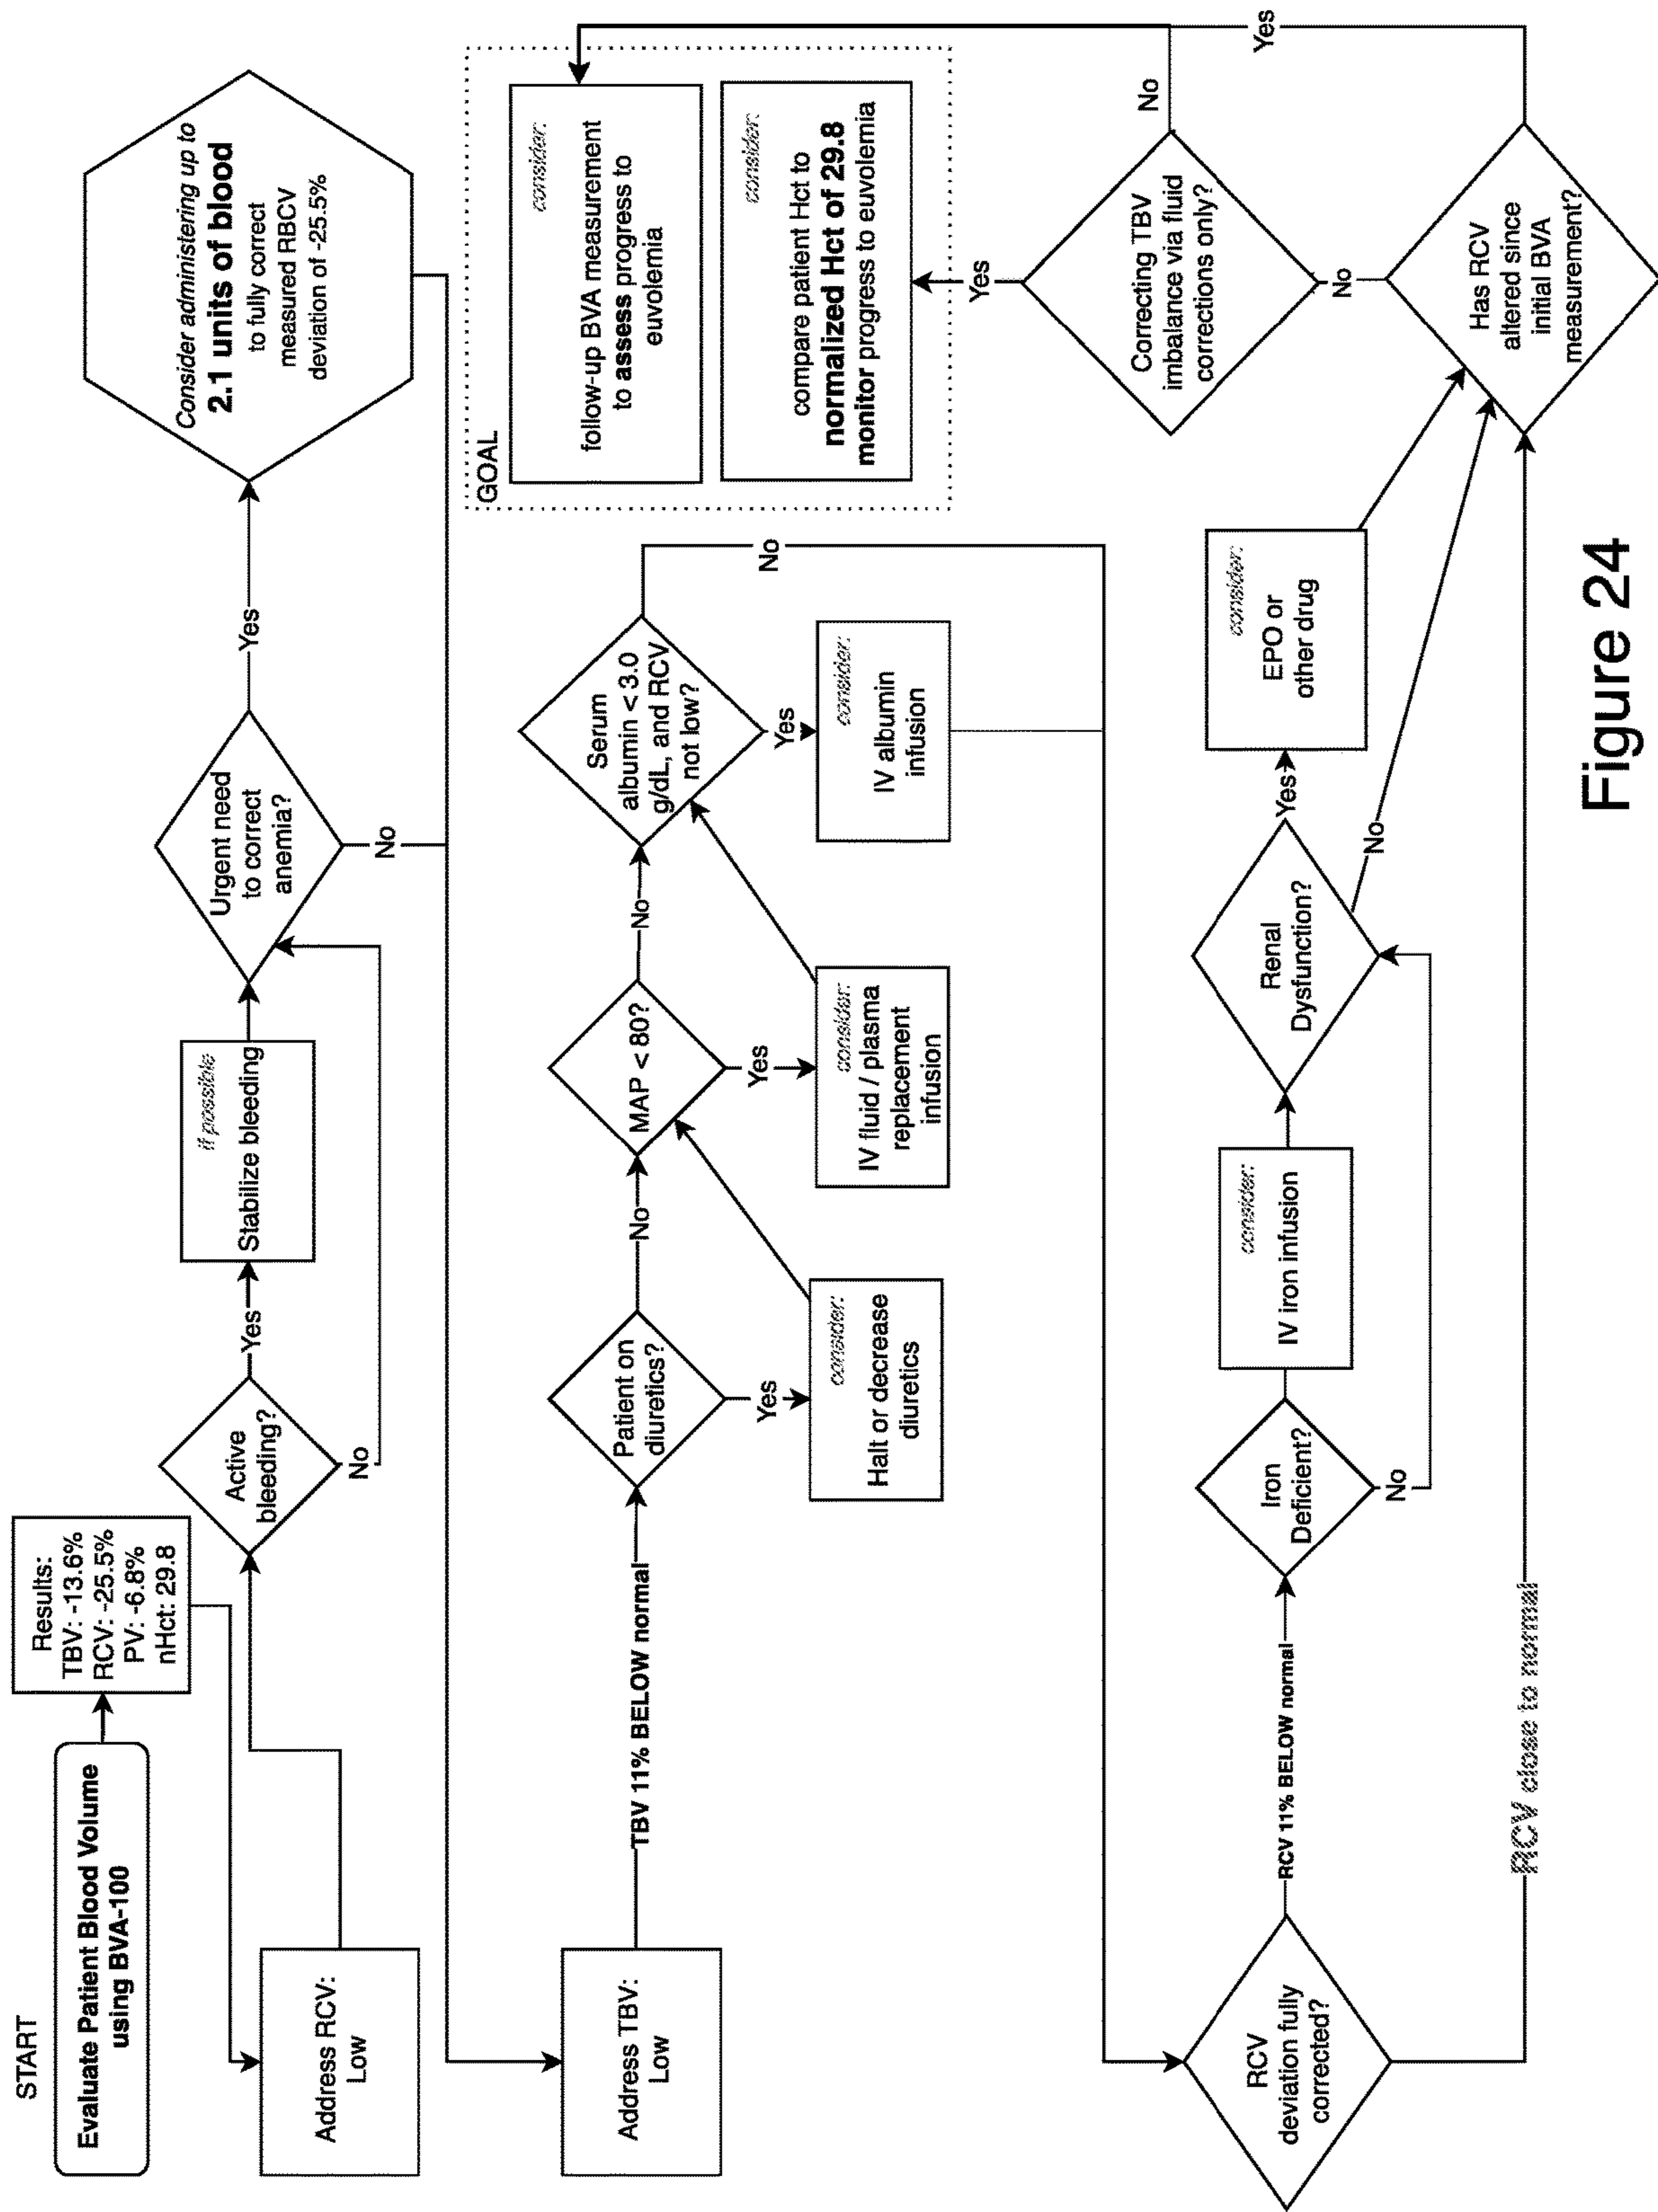 START
Evaluate Patient Blood Volume
using BVA-100
Results:
TBV: -13.6%
RCV: -25.5%
PV: -6.8%
nHct: 29.8
Address RCV:
Low
Active
bleeding?
Yes
No
if possible
Stabilize bleeding
Urgent need
to correct
anemia?
Yes
No
Consider administering up to
2.1 units of blood
to fully correct
measured RBCV
deviation of -25.5%
Address TBV:
Low
TBV 11% BELOW normal
Patient on
diuretics?
No
Yes
consider:
Halt or decrease
diuretics
MAP < 80?
No
Yes
consider:
IV fluid / plasma
replacement
infusion
Serum
albumin < 3.0
g/dL, and RCV
not low?
No
Yes
consider:
IV albumin
infusion
GOAL
consider:
follow-up BVA measurement
to assess progress to
euvolemia
consider:
compare patient Hct to
normalized Hct of 29.8
monitor progress to euvolemia
RCV
deviation fully
corrected?
RCV 11% BELOW normal
RCV close to normal
Iron
Deficient?
No
consider:
IV iron infusion
Renal
Dysfunction?
Yes
No
consider:
EPO or
other drug
Has RCV
altered since
initial BVA
measurement?
Yes
No
Correcting TBV
imbalance via fluid
corrections only?
Yes
No
Figure 24